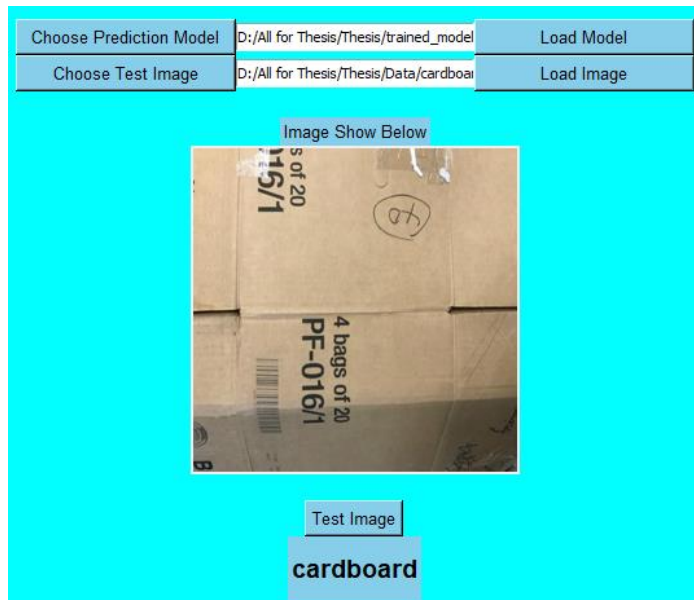 Choose Prediction Model
D:/All for Thesis/Thesis/trained_model
Load Model
Choose Test Image
D:/All for Thesis/Thesis/Data/cardboar
Load Image
Image Show Below
s of 20
016/1
4 bags of 20
PF-016/1
B
Test Image
cardboard